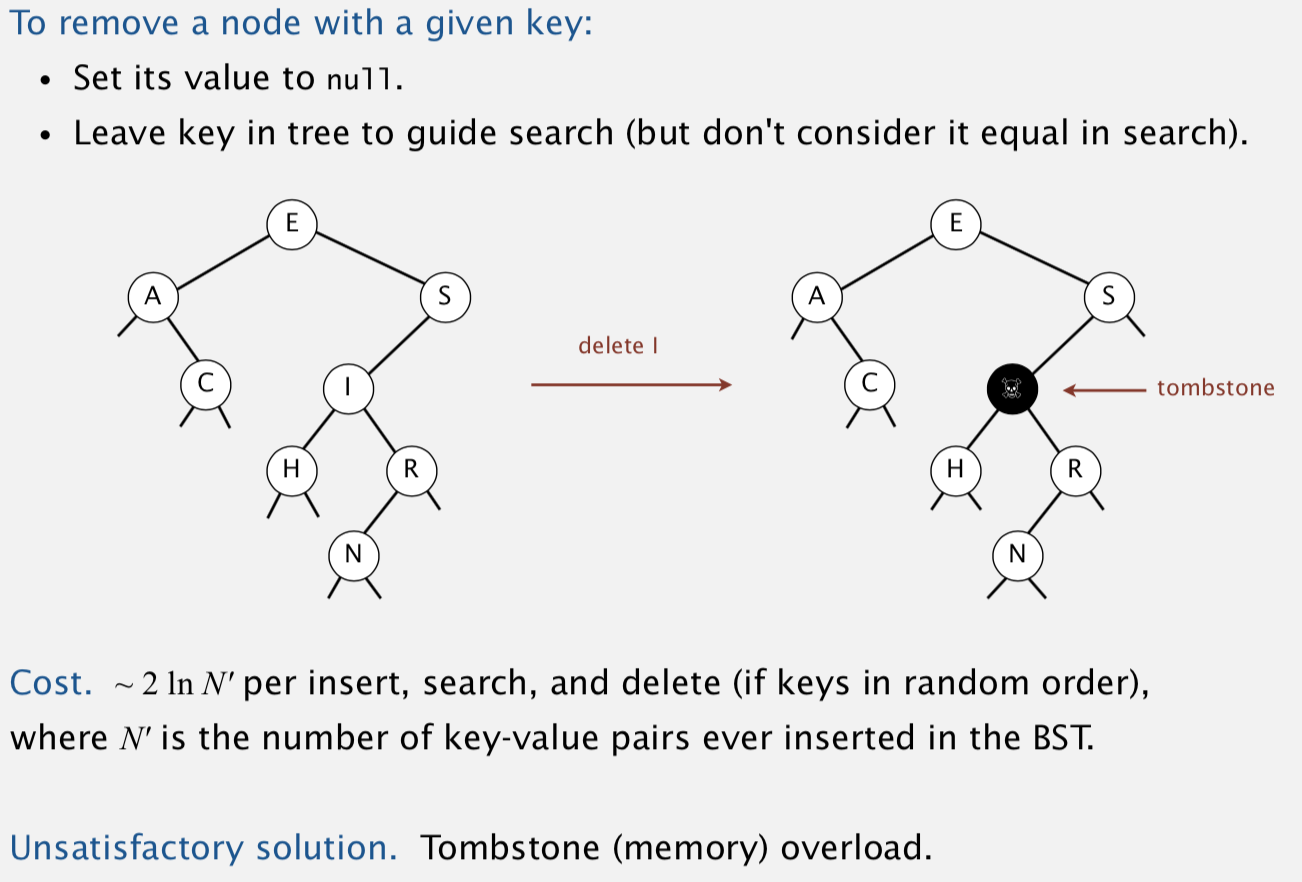 To remove a node with a given key:
• Set its value to null.
• Leave key in tree to guide search (but don't consider it equal in search).
E
E
A
S
A
S
delete I
C
I
C
tombstone
H
R
H
R
N
N
Cost. ~ 2 ln N′ per insert, search, and delete (if keys in random order),
where N′ is the number of key-value pairs ever inserted in the BST.
Unsatisfactory solution. Tombstone (memory) overload.